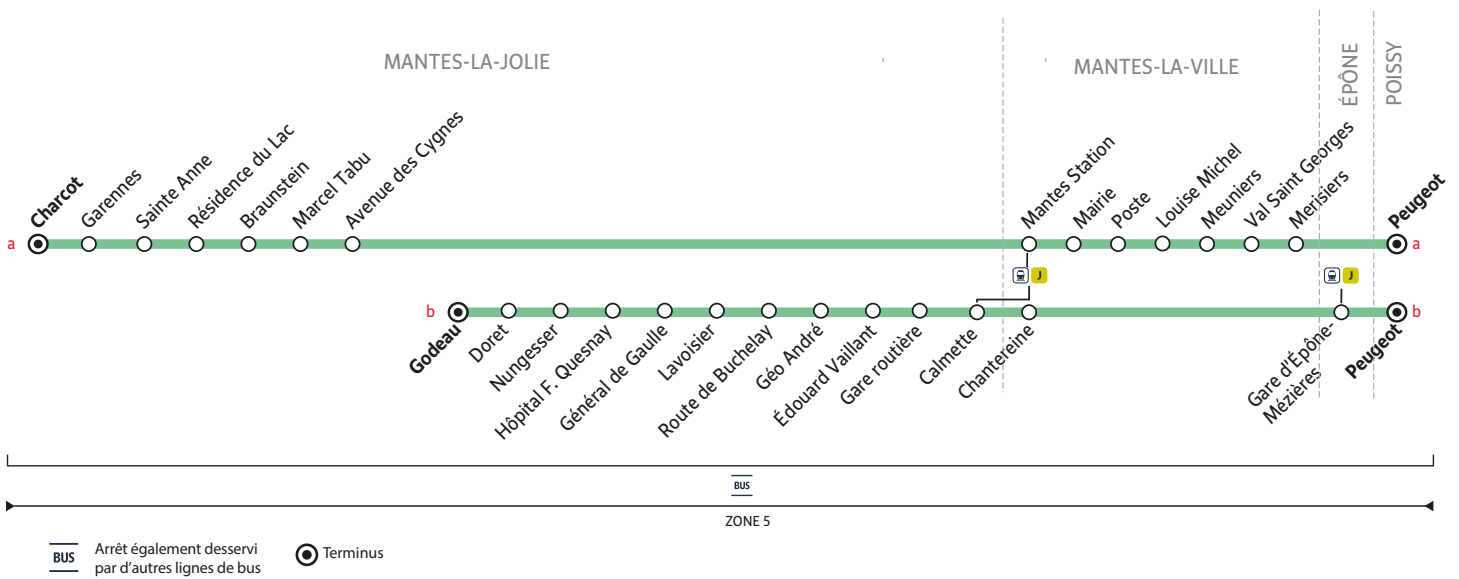 MANTES-LA-JOLIE
MANTES-LA-VILLE
ÉPÔNE
POISSY
Charcot
Garennes
Sainte Anne
Résidence du Lac
Braunstein
Marcel Tabu
Avenue des Cygnes
Mantes Station
Mairie
Poste
Louise Michel
Meuniers
Val Saint Georges
Merisiers
Peugeot
a
a
J
J
b
b
Godeau
Doret
Nungesser
Hôpital F. Quesnay
Général de Gaulle
Lavoisier
Route de Buchelay
Géo André
Édouard Vaillant
Gare routière
Calmette
Chantereine
Gare d'Épône-
Mézières
Peugeot
BUS
ZONE 5
BUS
Arrêt également desservi
par d'autres lignes de bus
Terminus